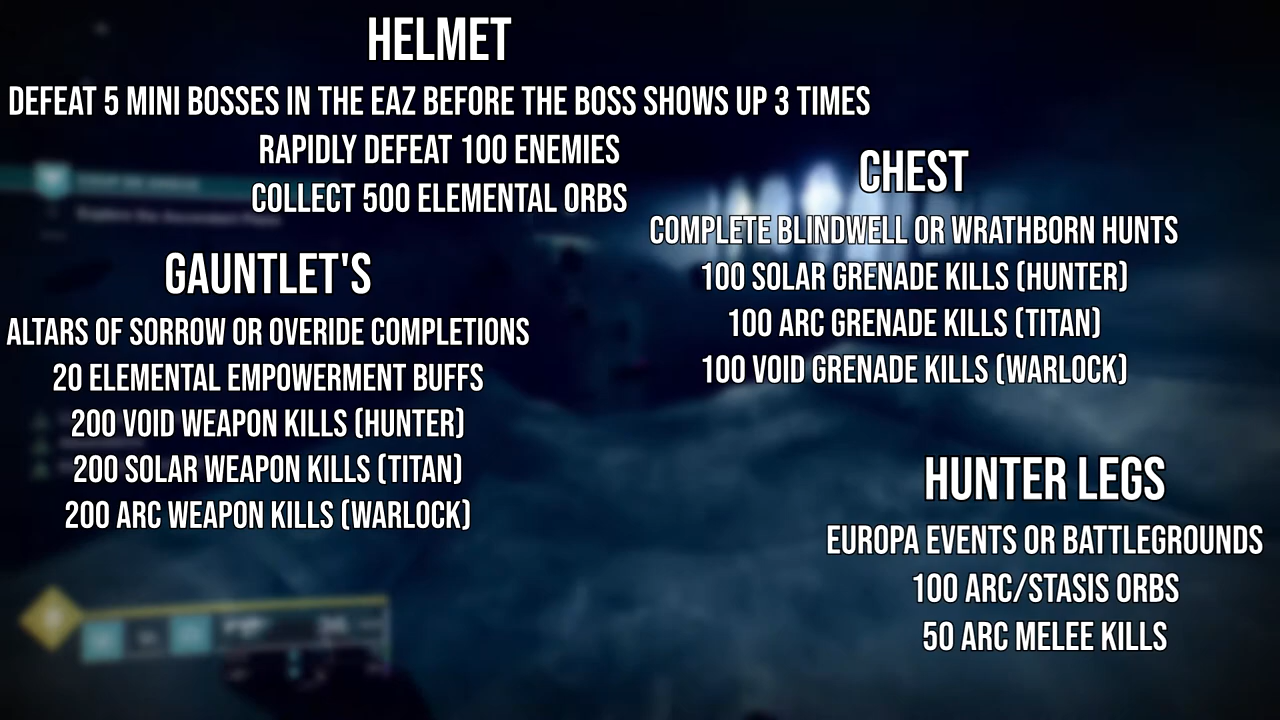 HELMET
DEFEAT 5 MINI BOSSES IN THE EAZ BEFORE THE BOSS SHOWS UP 3 TIMES
RAPIDLY DEFEAT 100 ENEMIES
COLLECT 500 ELEMENTAL ORBS
GAUNTLET'S
ALTARS OF SORROW OR OVERIDE COMPLETIONS
20 ELEMENTAL EMPOWERMENT BUFFS
200 VOID WEAPON KILLS (HUNTER)
200 SOLAR WEAPON KILLS (TITAN)
200 ARC WEAPON KILLS (WARLOCK)
CHEST
COMPLETE BLINDWELL OR WRATHBORN HUNTS
100 SOLAR GRENADE KILLS (HUNTER)
100 ARC GRENADE KILLS (TITAN)
100 VOID GRENADE KILLS (WARLOCK)
HUNTER LEGS
EUROPA EVENTS OR BATTLEGROUNDS
100 ARC/STASIS ORBS
50 ARC MELEE KILLS